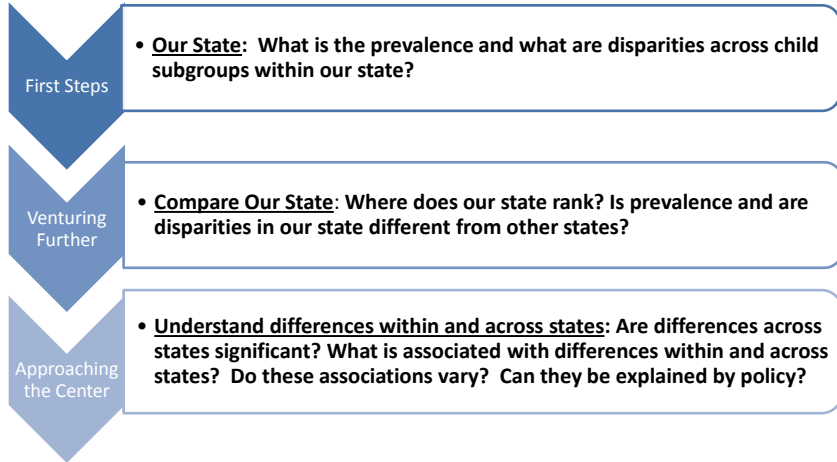 First Steps
• Our State:  What is the prevalence and what are disparities across child
subgroups within our state?
Venturing
Further
• Compare Our State: Where does our state rank? Is prevalence and are
disparities in our state different from other states?
Approaching
the Center
• Understand differences within and across states: Are differences across
states significant? What is associated with differences within and across
states?  Do these associations vary?  Can they be explained by policy?